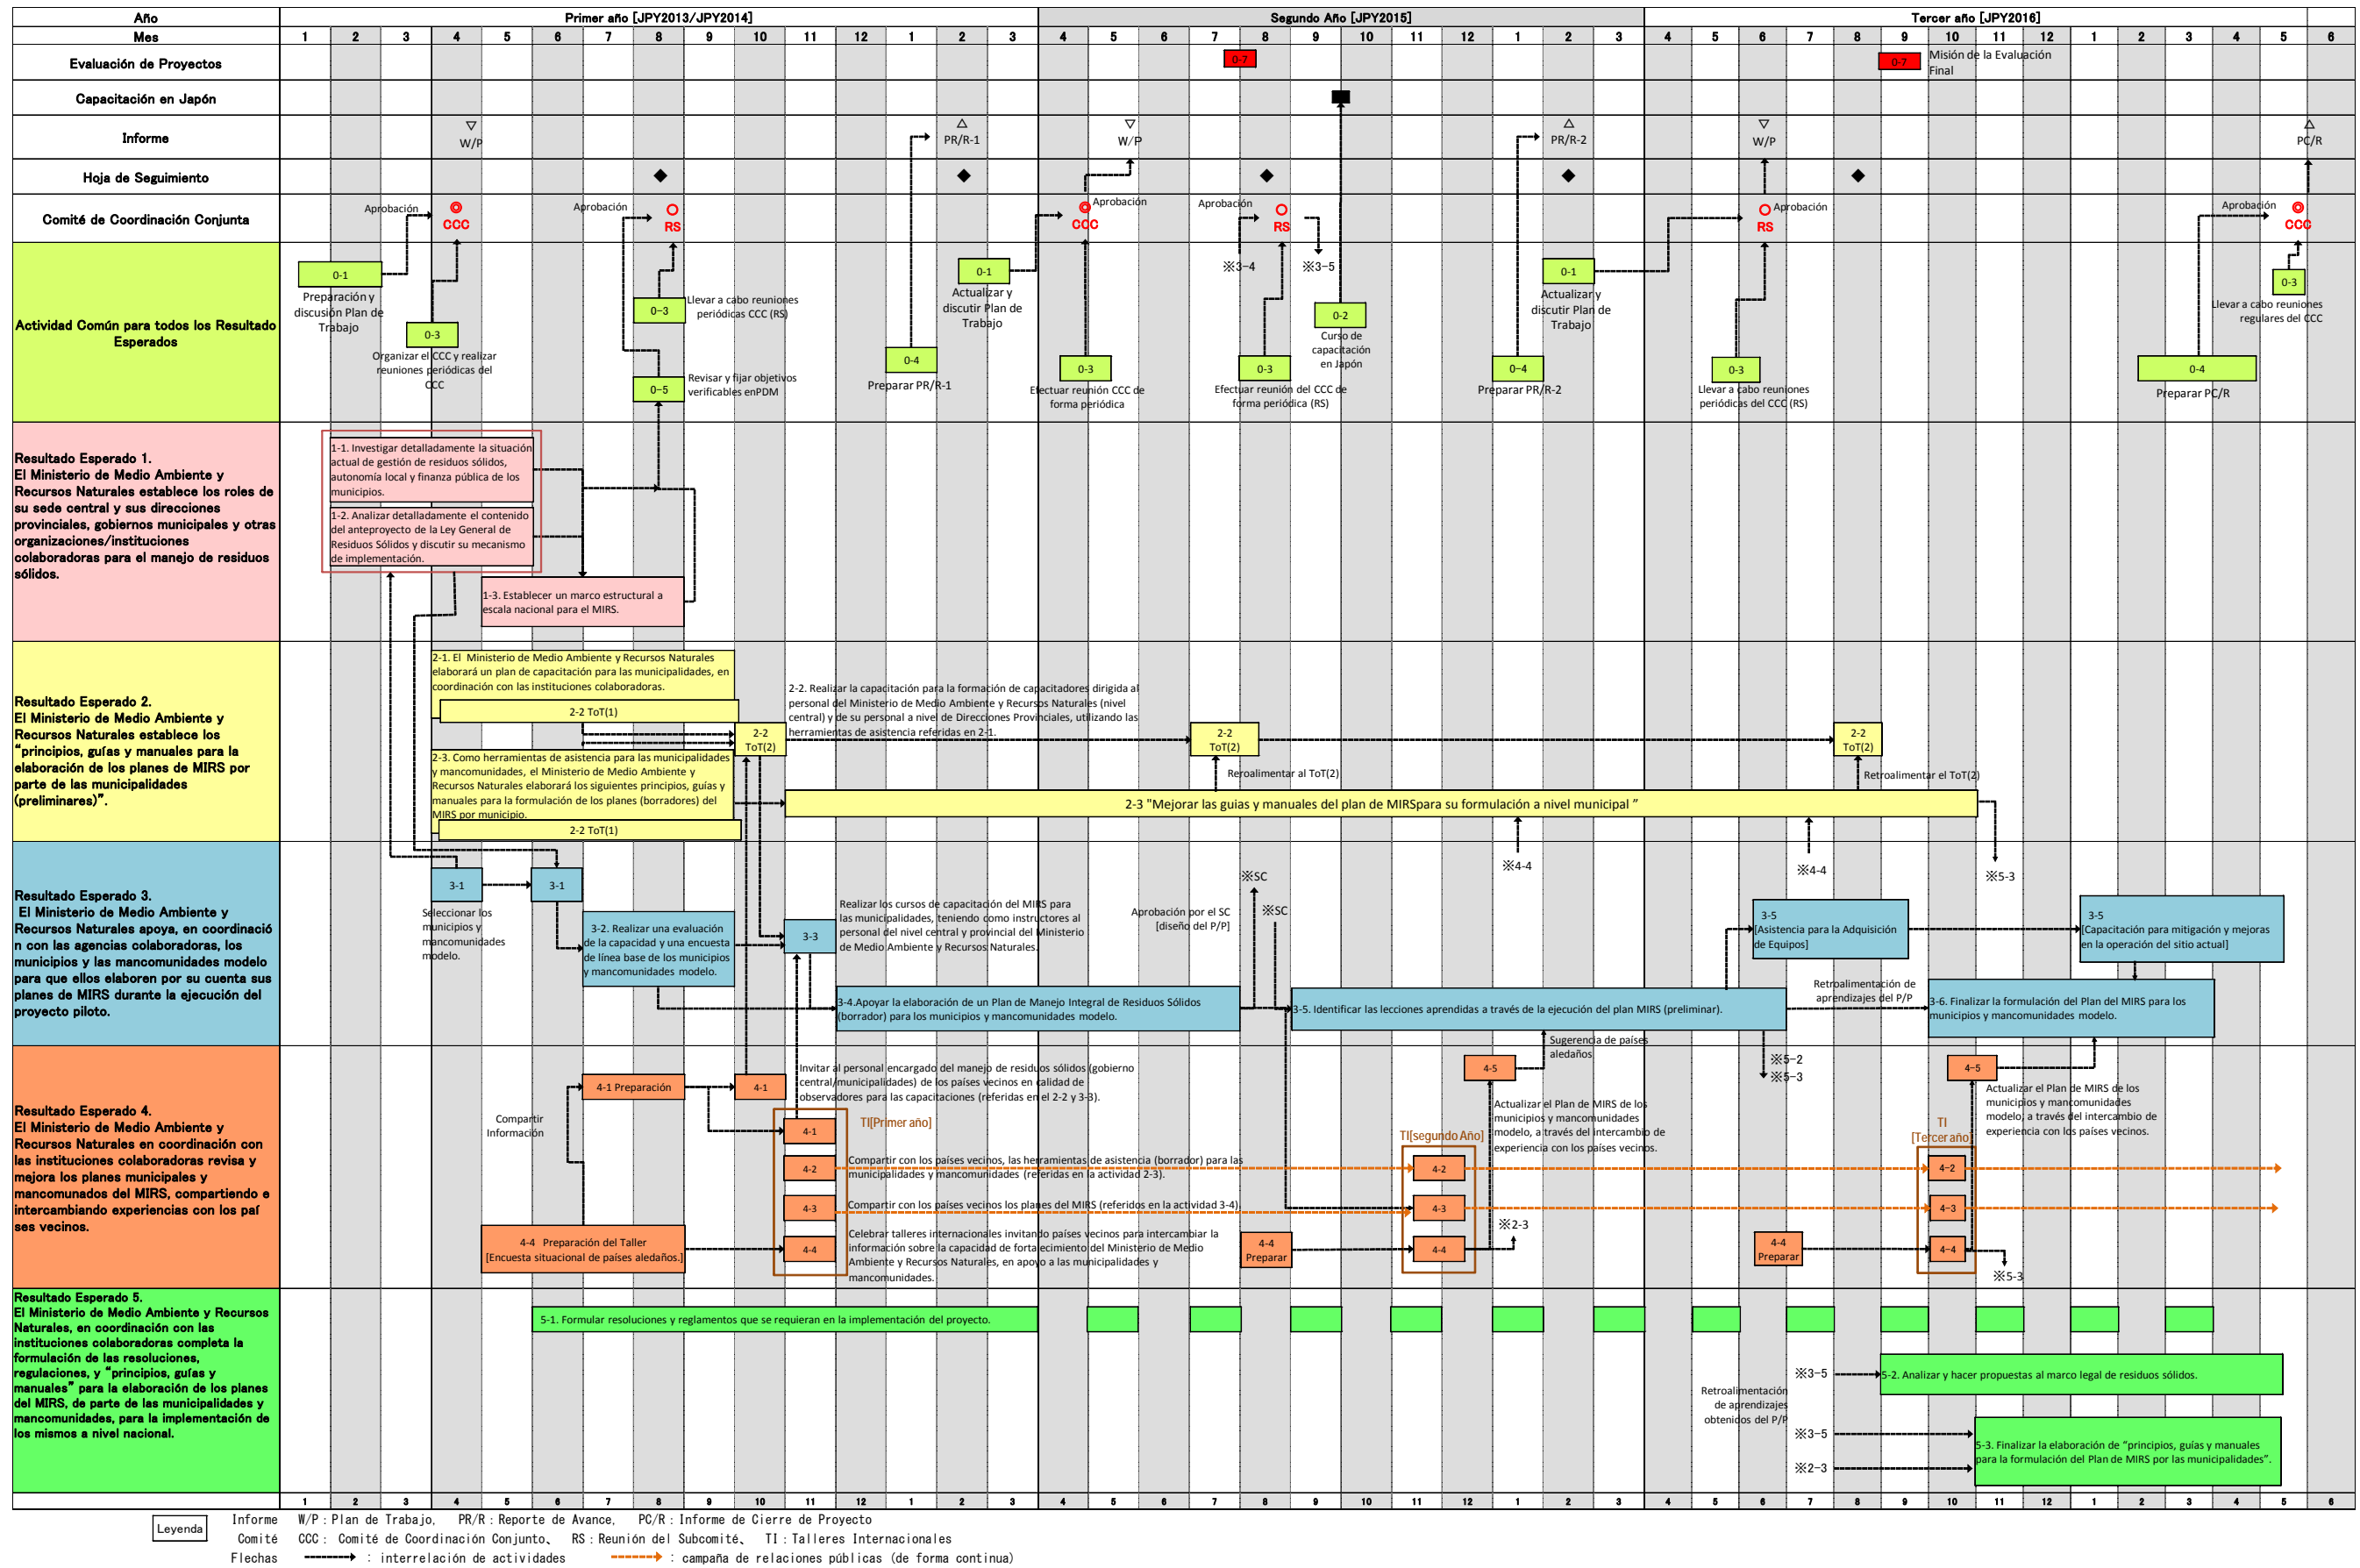 Año
Primer año [JPY2013/JPY2014]
Segundo Año [JPY2015]
Tercer año [JPY2016]
Mes
1 2 3 4 5 6 7 8 9 10 11 12 1 2 3 4 5 6 7 8 9 10 11 12 1 2 3 4 5 6 7 8 9 10 11 12 1 2 3 4 5 6
Evaluación de Proyectos
0-7
0-7
Misión de la Evaluación
Final
Capacitación en Japón
Informe
▽
W/P
△
PR/R-1
▽
W/P
△
PR/R-2
▽
W/P
△
PC/R
Hoja de Seguimiento
◆ ◆ ◆ ◆ ◆
Comité de Coordinación Conjunta
Aprobación
CCC
Aprobación
RS
Aprobación
CCC
Aprobación
RS
Aprobación
RS
Aprobación
CCC
Actividad Común para todos los Resultado
Esperados
0-1
Preparación y
discusión Plan de
Trabajo
0-3
Organizar el CCC y realizar
reuniones periódicas del
CCC
0-3
Llevar a cabo reuniones
periódicas CCC (RS)
0-5
Revisar y fijar objetivos
verificables enPDM
0-4
Preparar PR/R-1
0-1
Actualizar y
discutir Plan de
Trabajo
0-3
Efectuar reunión CCC de
forma periódica
※3-4
※3-5
0-3
Efectuar reunión del CCC de
forma periódica (RS)
0-2
Curso de
capacitación
en Japón
0-4
Preparar PR/R-2
0-1
Actualizar y
discutir Plan de
Trabajo
0-3
Llevar a cabo reuniones
periódicas del CCC (RS)
0-4
Preparar PC/R
0-3
Llevar a cabo reuniones
regulares del CCC
Resultado Esperado 1.
El Ministerio de Medio Ambiente y
Recursos Naturales establece los roles de
su sede central y sus direcciones
provinciales, gobiernos municipales y otras
organizaciones/instituciones
colaboradoras para el manejo de residuos
sólidos.
1-1. Investigar detalladamente la situación
actual de gestión de residuos sólidos,
autonomía local y finanza pública de los
municipios.
1-2. Analizar detalladamente el contenido
del anteproyecto de la Ley General de
Residuos Sólidos y discutir su mecanismo
de implementación.
1-3. Establecer un marco estructural a
escala nacional para el MIRS.
Resultado Esperado 2.
El Ministerio de Medio Ambiente y
Recursos Naturales establece los
“principios, guías y manuales para la
elaboración de los planes de MIRS por
parte de las municipalidades
(preliminares)”.
2-1. El Ministerio de Medio Ambiente y Recursos Naturales
elaborará un plan de capacitación para las municipalidades, en
coordinación con las instituciones colaboradoras.
2-2 ToT(1)
2-2
ToT(2)
2-2. Realizar la capacitación para la formación de capacitadores dirigida al
personal del Ministerio de Medio Ambiente y Recursos Naturales (nivel
central) y de su personal a nivel de Direcciones Provinciales, utilizando las
herramientas de asistencia referidas en 2-1.
2-2
ToT(2)
2-2
ToT(2)
2-3. Como herramientas de asistencia para las municipalidades
y mancomunidades, el Ministerio de Medio Ambiente y
Recursos Naturales elaborará los siguientes principios, guías y
manuales para la formulación de los planes (borradores) del
MIRS por municipio.
2-2 ToT(1)
Reroalimentar al ToT(2)
Retroalimentar el ToT(2)
2-3 "Mejorar las guias y manuales del plan de MIRSpara su formulación a nivel municipal ”
Resultado Esperado 3.
El Ministerio de Medio Ambiente y
Recursos Naturales apoya, en coordinació
n con las agencias colaboradoras, los
municipios y las mancomunidades modelo
para que ellos elaboren por su cuenta sus
planes de MIRS durante la ejecución del
proyecto piloto.
3-1
3-1
Seleccionar los
municipios y
mancomunidades
modelo.
3-2. Realizar una evaluación
de la capacidad y una encuesta
de línea base de los municipios
y mancomunidades modelo.
3-3
Realizar los cursos de capacitación del MIRS para
las municipalidades, teniendo como instructores al
personal del nivel central y provincial del Ministerio
de Medio Ambiente y Recursos Naturales.
3-4.Apoyar la elaboración de un Plan de Manejo Integral de Residuos Sólidos
(borrador) para los municipios y mancomunidades modelo.
Aprobación por el SC
[diseño del P/P]
※SC
※SC
※4-4
※4-4
※5-3
3-5. Identificar las lecciones aprendidas a través de la ejecución del plan MIRS (preliminar).
3-5
[Asistencia para la Adquisición
de Equipos]
3-5
[Capacitación para mitigación y mejoras
en la operación del sitio actual]
Retroalimentación de
aprendizajes del P/P
3-6. Finalizar la formulación del Plan del MIRS para los
municipios y mancomunidades modelo.
Resultado Esperado 4.
El Ministerio de Medio Ambiente y
Recursos Naturales en coordinación con
las instituciones colaboradoras revisa y
mejora los planes municipales y
mancomunados del MIRS, compartiendo e
intercambiando experiencias con los paí
ses vecinos.
Compartir
Información
4-1 Preparación
4-1
Invitar al personal encargado del manejo de residuos sólidos (gobierno
central/municipalidades) de los países vecinos en calidad de
observadores para las capacitaciones (referidas en el 2-2 y 3-3).
TI[Primer año]
4-1
4-2
Compartir con los países vecinos, las herramientas de asistencia (borrador) para las
municipalidades y mancomunidades (referidas en la actividad 2-3).
4-3
Compartir con los países vecinos los planes del MIRS (referidos en la actividad 3-4)
4-4 Preparación del Taller
[Encuesta situacional de países aledaños.]
4-4
Celebrar talleres internacionales invitando países vecinos para intercambiar la
información sobre la capacidad de fortalecimiento del Ministerio de Medio
Ambiente y Recursos Naturales, en apoyo a las municipalidades y
mancomunidades.
4-4
Preparar
TI[segundo Año]
4-2
4-3
4-4
4-5
Sugerencia de países
aledaños
Actualizar el Plan de MIRS de los
municipios y mancomunidades
modelo, a través del intercambio de
experiencia con los países vecinos.
※2-3
※5-2
※5-3
4-4
Preparar
TI
[Tercer año]
4-2
4-3
4-4
4-5
Actualizar el Plan de MIRS de los
municipios y mancomunidades
modelo, a través del intercambio de
experiencia con los países vecinos.
※5-3
Resultado Esperado 5.
El Ministerio de Medio Ambiente y Recursos
Naturales, en coordinación con las
instituciones colaboradoras completa la
formulación de las resoluciones,
regulaciones, y “principios, guías y
manuales” para la elaboración de los planes
del MIRS, de parte de las municipalidades y
mancomunidades, para la implementación de
los mismos a nivel nacional.
5-1. Formular resoluciones y reglamentos que se requieran en la implementación del proyecto.
※3-5
5-2. Analizar y hacer propuestas al marco legal de residuos sólidos.
Retroalimentación
de aprendizajes
obtenidos del P/P
※3-5
※2-3
5-3. Finalizar la elaboración de “principios, guías y manuales
para la formulación del Plan de MIRS por las municipalidades”.
1 2 3 4 5 6 7 8 9 10 11 12 1 2 3 4 5 6 7 8 9 10 11 12 1 2 3 4 5 6 7 8 9 10 11 12 1 2 3 4 5 6
Leyenda
Informe W/P：Plan de Trabajo, PR/R：Reporte de Avance, PC/R：Informe de Cierre de Proyecto
Comité CCC： Comité de Coordinación Conjunto、 RS：Reunión del Subcomité、 TI：Talleres Internacionales
Flechas : interrelación de actividades : campaña de relaciones públicas (de forma continua)